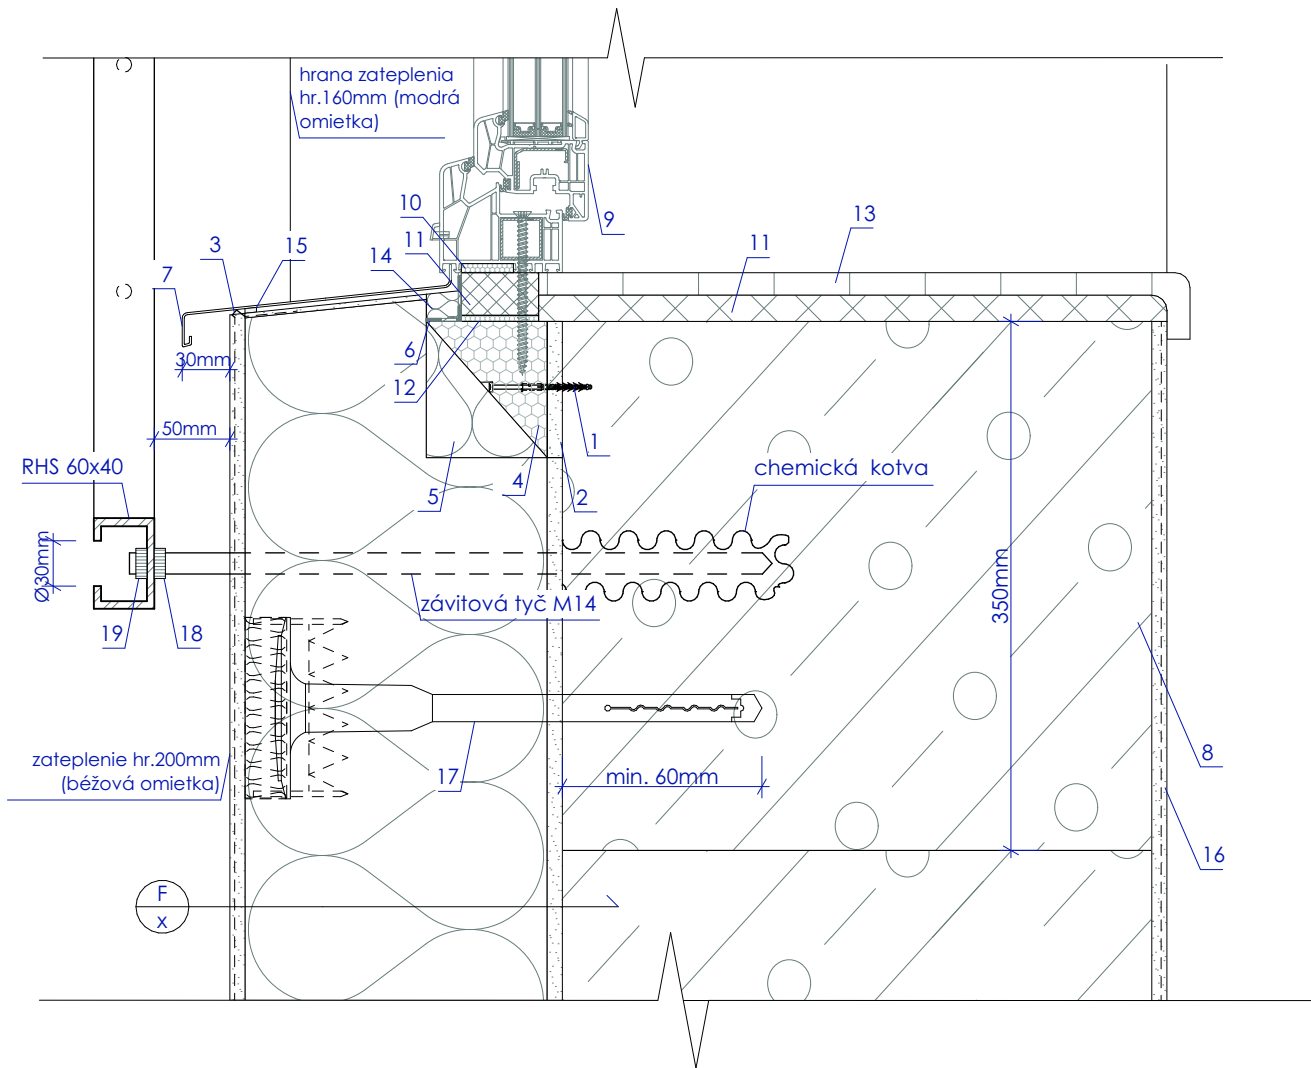 hrana zateplenia
hr.160mm (modrá
omietka)
10
9
13
3
15
11
11
14
7
6
30mm
12
50mm
1
RHS 60x40
5
4
2
chemická kotva
Ø30mm
350mm
závitová tyč M14
19
18
zateplenie hr.200mm
(béžová omietka)
17
min. 60mm
8
16
F
x